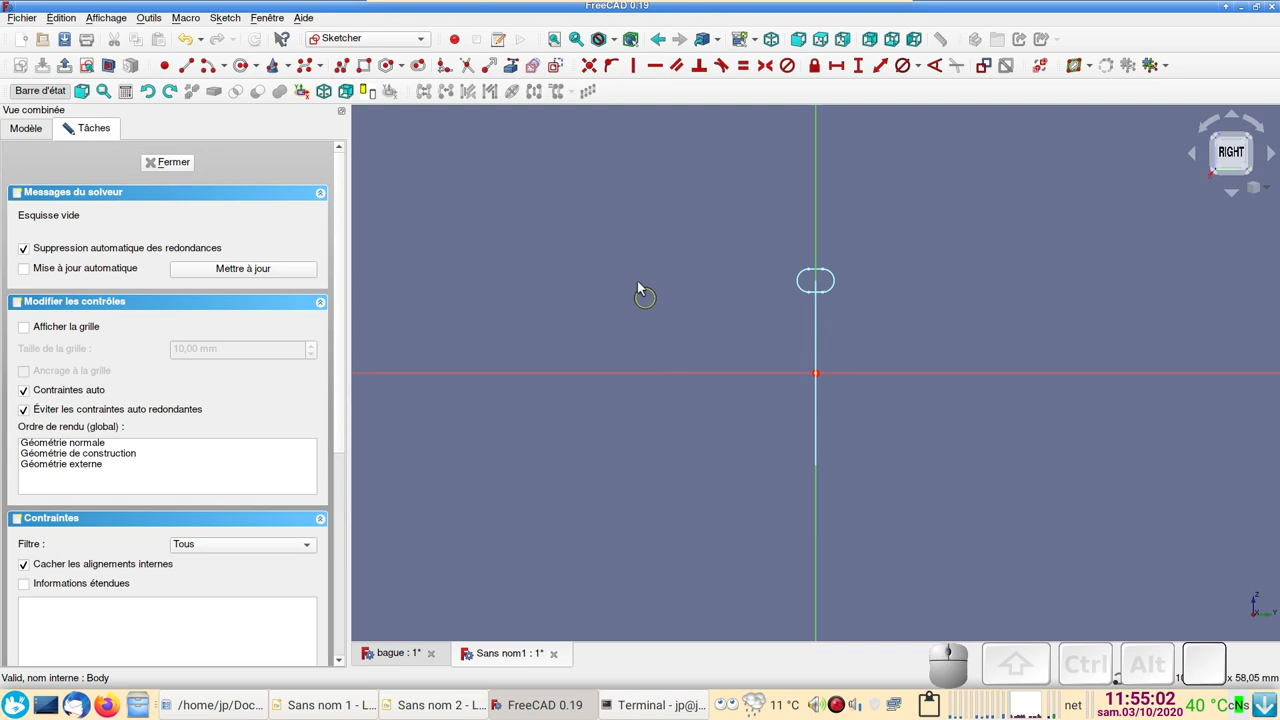 FreeCAD 0.19
Fichier Édition Affichage Outils Macro Sketch Fenêtre Aide
Sketcher
Barre d'état
Vue combinée
Modèle Tâches
Fermer
RIGHT
Messages du solveur
Esquisse vide
Suppression automatique des redondances
Mise à jour automatique Mettre à jour
Modifier les contrôles
Afficher la grille
Taille de la grille : 10,00 mm
Ancrage à la grille
Contraintes auto
Éviter les contraintes auto redondantes
Ordre de rendu (global) :
Géométrie normale
Géométrie de construction
Géométrie externe
Contraintes
Filtre : Tous
Cacher les alignements internes
Informations étendues
Z
Y
bague : 1* Sans nom1 : 1*
Ctrl Alt
Valid, nom interne : Body
x 58,05 mm
/home/jp/Doc... Sans nom 1 - L... Sans nom 2 - L... FreeCAD 0.19 Terminal - jp@j...
11 °C
net
11:55:02
sam.03/10/2020
40 °C